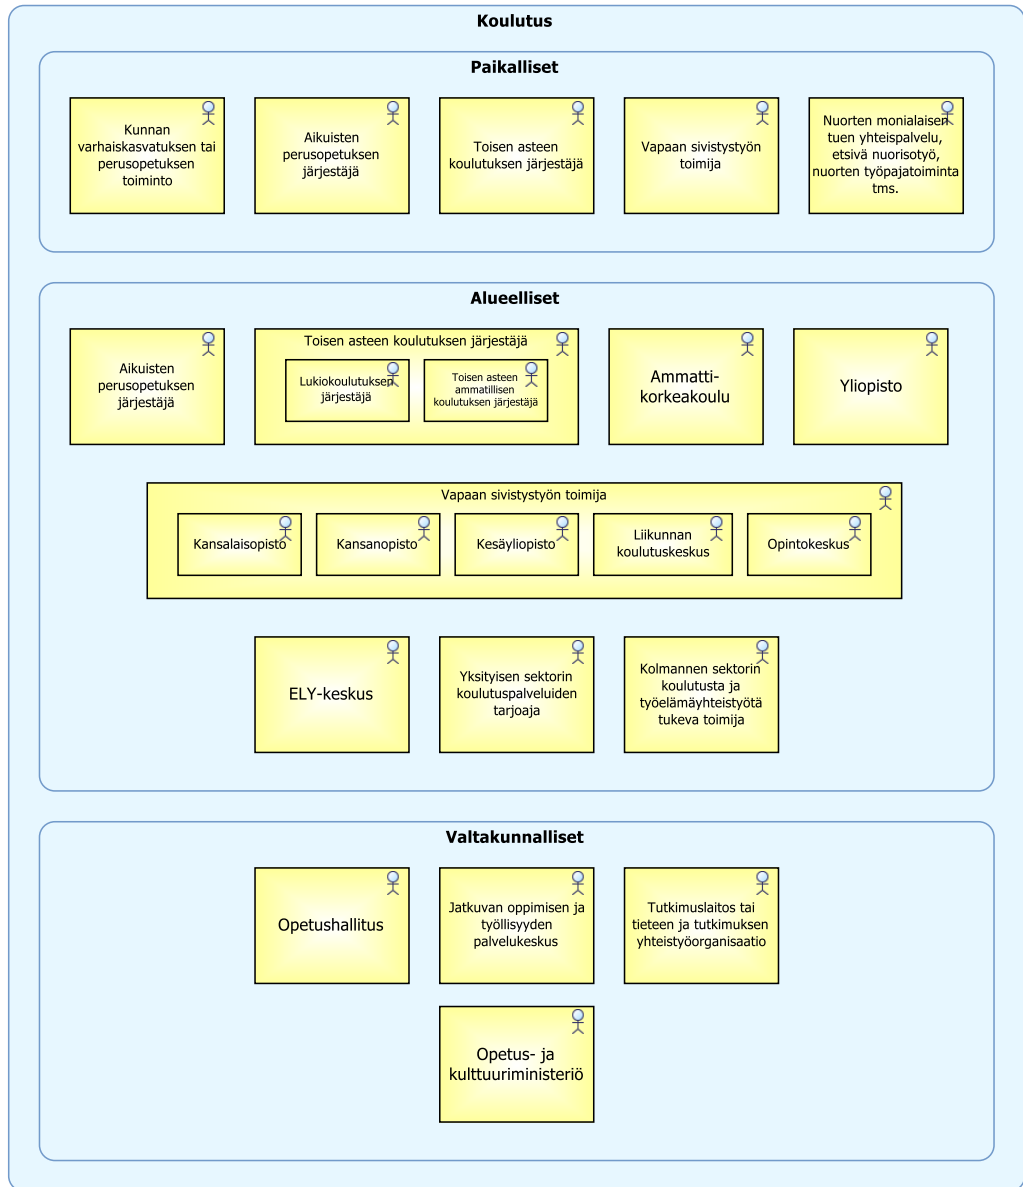 Koulutus
Paikalliset
Kunnan
varhaiskasvatuksen tai
perusopetuksen
toiminto
Aikuisten
perusopetuksen
järjestäjä
Toisen asteen
koulutuksen järjestäjä
Vapaan sivistystyön
toimija
Nuorten monialaisen
tuen yhteispalvelu,
etsivä nuorisotyö,
nuorten työpajatoiminta
tms.
Alueelliset
Aikuisten
perusopetuksen
järjestäjä
Toisen asteen koulutuksen järjestäjä
Lukiokoulutuksen
järjestäjä
Toisen asteen
ammatillisen
koulutuksen järjestäjä
Ammatti-
korkeakoulu
Yliopisto
Vapaan sivistystyön toimija
Kansalaisopisto
Kansanopisto
Kesäyliopisto
Liikunnan
koulutuskeskus
Opintokeskus
ELY-keskus
Yksityisen sektorin
koulutuspalveluiden
tarjoaja
Kolmannen sektorin
koulutusta ja
työelämäyhteistyötä
tukeva toimija
Valtakunnalliset
Opetushallitus
Jatkuvan oppimisen ja
työllisyyden
palvelukeskus
Tutkimuslaitos tai
tieteen ja tutkimuksen
yhteistyöorganisaatio
Opetus- ja
kulttuuriministeriö